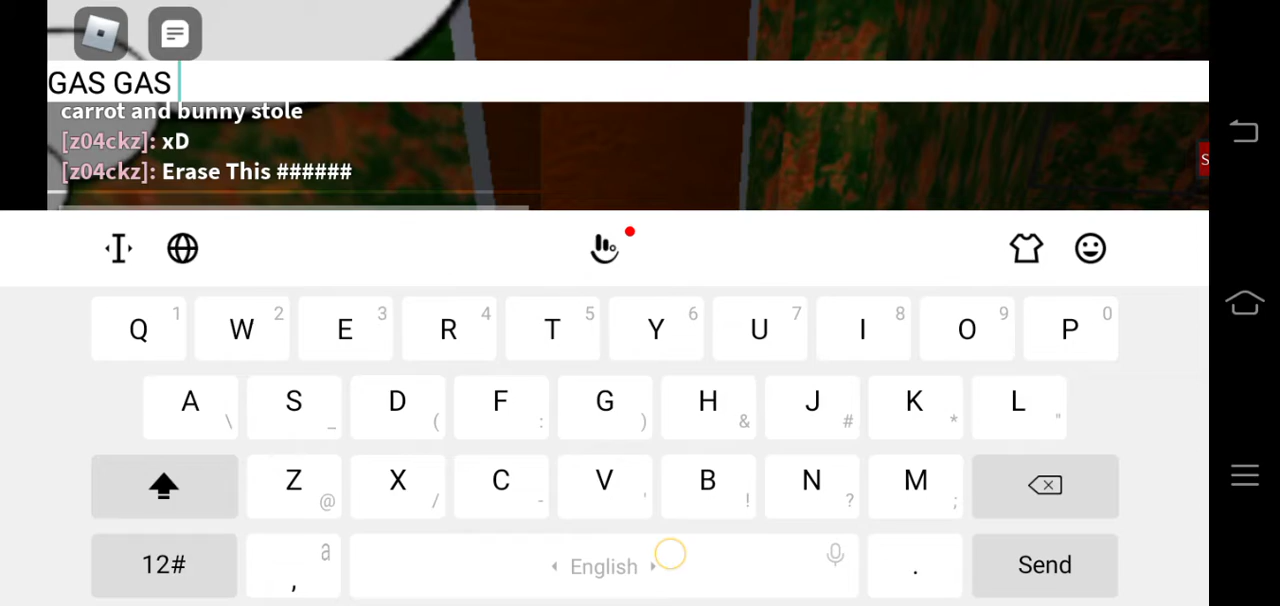 GAS GAS
carrot and bunny stole
[z04ckz]: xD
[z04ckz]: Erase This ######
S
Q 1 W 2 E 3 R 4 T 5 Y 6 U 7 I 8 O 9 P 0
A \ S _ D ( F : G ) H & J # K * L "
Z @ X / C - V ' B ! N ? M ;
12# , a English . Send